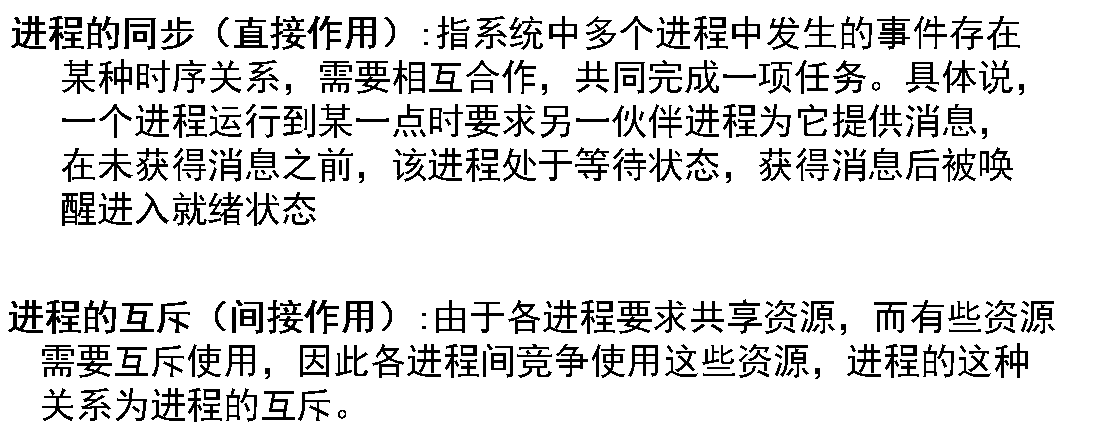 进程的同步（直接作用）:指系统中多个进程中发生的事件存在
某种时序关系，需要相互合作，共同完成一项任务。具体说，
一个进程运行到某一点时要求另一伙伴进程为它提供消息，
在未获得消息之前，该进程处于等待状态，获得消息后被唤
醒进入就绪状态
进程的互斥（间接作用）:由于各进程要求共享资源，而有些资源
需要互斥使用，因此各进程间竞争使用这些资源，进程的这种
关系为进程的互斥。